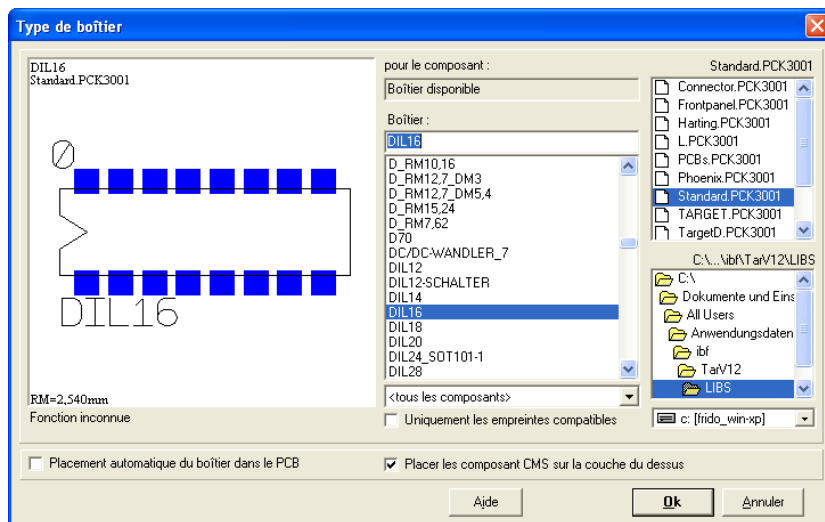 Type de boîtier
DIL16
Standard.PCK3001
0
DIL16
RM=2,540mm
Fonction inconnue
pour le composant :
Boîtier disponible
Boîtier :
DIL16
D_RM10,16
D_RM12,7_DM3
D_RM12,7_DM5,4
D_RM15,24
D_RM7,62
D70
DC/DC-WANDLER_7
DIL12
DIL12-SCHALTER
DIL14
DIL16
DIL18
DIL20
DIL24_SOT101-1
DIL28
<tous les composants>
Uniquement les empreintes compatibles
Standard.PCK3001
Connector.PCK3001
Frontpanel.PCK3001
Harting.PCK3001
L.PCK3001
PCBs.PCK3001
Phoenix.PCK3001
Standard.PCK3001
TARGET.PCK3001
TargetD.PCK3001
C:\...\ibf\TarV12\LIBS
C:\
Dokumente und Eins
All Users
Anwendungsdaten
ibf
TarV12
LIBS
c: [frido_win-xp]
Placement automatique du boîtier dans le PCB
Placer les composant CMS sur la couche du dessus
Aide
Ok
Annuler